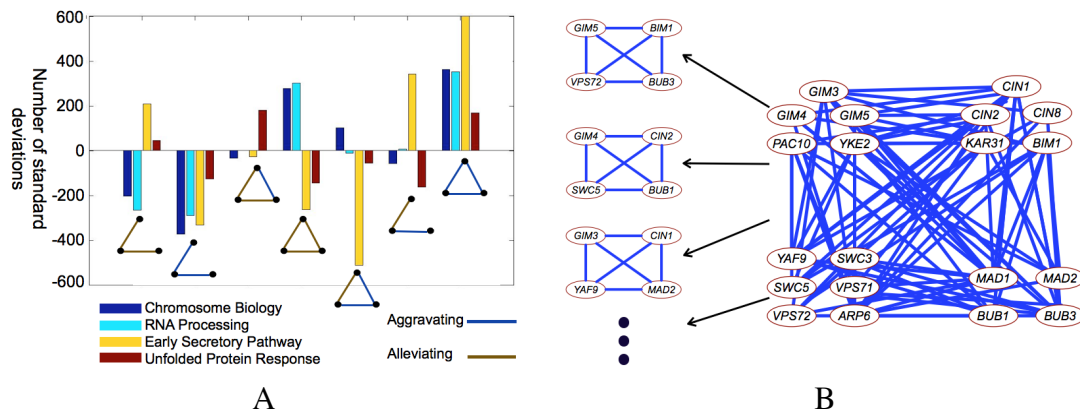 600
400
200
0
-200
-400
-600
Number of standard
deviations
Chromosome Biology
RNA Processing
Early Secretory Pathway
Unfolded Protein Response
Aggravating
Alleviating
A
GIM5 BIM1
VPS72 BUB3
GIM4 CIN2
SWC5 BUB1
GIM3 CIN1
YAF9 MAD2
GIM3 CIN1
GIM4 GIM5 CIN2 CIN8
PAC10 YKE2 KAR31 BIM1
YAF9 SWC3
MAD1 MAD2
SWC5 VPS71
VPS72 ARP6 BUB1 BUB3
B